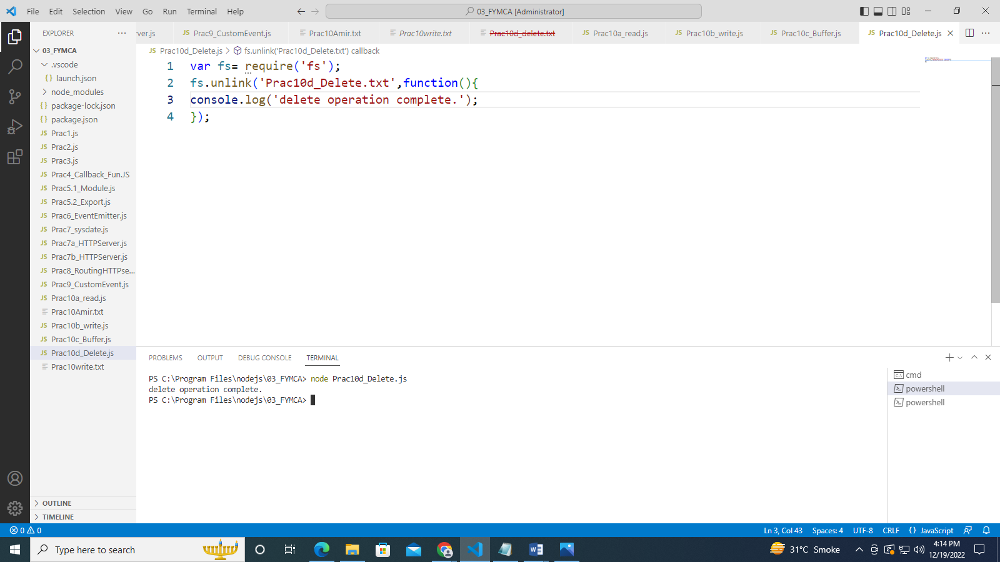 File Edit Selection View Go Run Terminal Help
03_FYMCA [Administrator]
EXPLORER
rver.js Prac9_CustomEvent.js Prac10Amir.txt Prac10write.txt Prac10d_delete.txt Prac10a_read.js Prac10b_write.js Prac10c_Buffer.js Prac10d_Delete.js
03_FYMCA
.vscode
launch.json
node_modules
package-lock.json
package.json
Prac1.js
Prac2.js
Prac3.js
Prac4_Callback_Fun.JS
Prac5.1_Module.js
Prac5.2_Export.js
Prac6_EventEmitter.js
Prac7_sysdate.js
Prac7a_HTTPServer.js
Prac7b_HTTPServer.js
Prac8_RoutingHTTPse...
Prac9_CustomEvent.js
Prac10a_read.js
Prac10Amir.txt
Prac10b_write.js
Prac10c_Buffer.js
Prac10d_Delete.js
Prac10write.txt
OUTLINE
TIMELINE
JS Prac10d_Delete.js > fs.unlink('Prac10d_Delete.txt') callback
1 var fs= require('fs');
2 fs.unlink('Prac10d_Delete.txt',function(){
3 console.log('delete operation complete.');
4 });
PROBLEMS OUTPUT DEBUG CONSOLE TERMINAL
PS C:\Program Files\nodejs\03_FYMCA> node Prac10d_Delete.js
delete operation complete.
PS C:\Program Files\nodejs\03_FYMCA>
cmd
powershell
powershell
0 0
Ln 3, Col 43 Spaces: 4 UTF-8 CRLF {} JavaScript
Type here to search
31°C Smoke
4:14 PM
12/19/2022